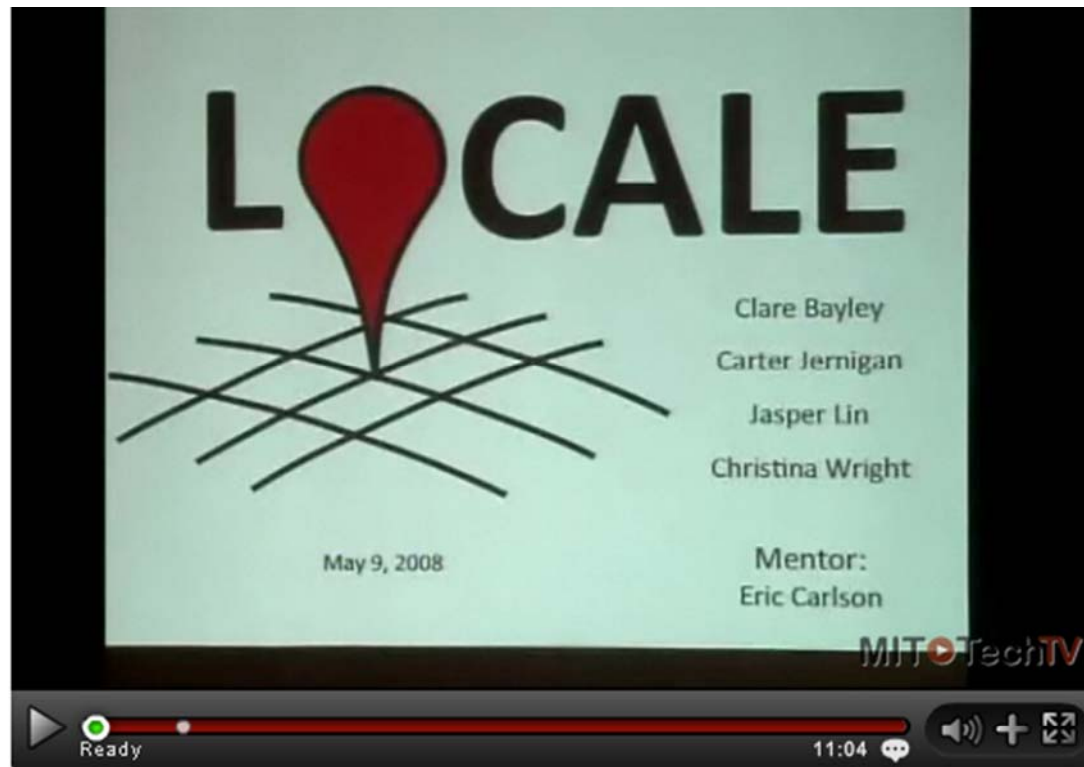 LOCALE
Clare Bayley
Carter Jernigan
Jasper Lin
Christina Wright
May 9, 2008
Mentor:
Eric Carlson
MIT TechTV
Ready
11:04